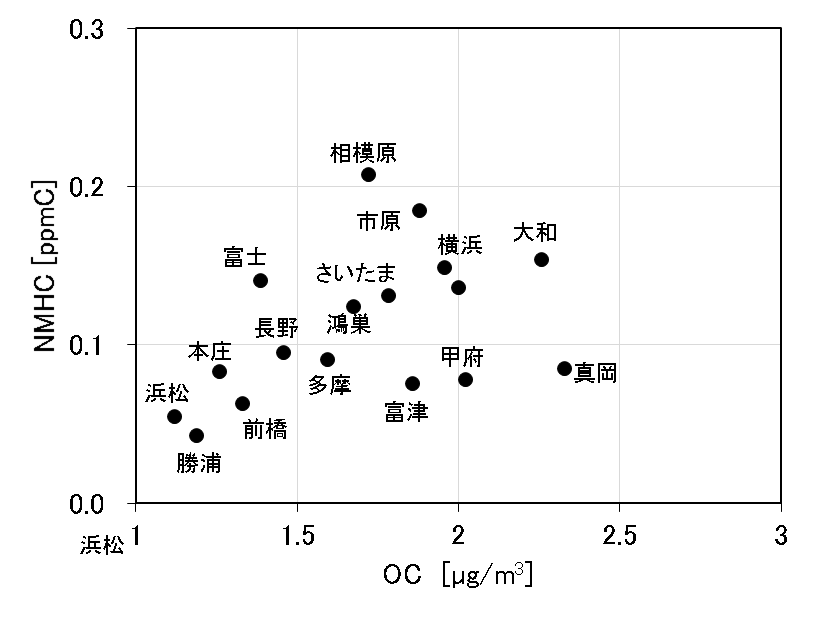 0.3
相模原
0.2
市原
大和
横浜
富士
さいたま
NMHC [ppmC]
鴻巣
長野
0.1
本庄
甲府
真岡
多摩
浜松
富津
前橋
勝浦
0.0
浜松 1 1.5 2 2.5 3
OC [μg/m³]